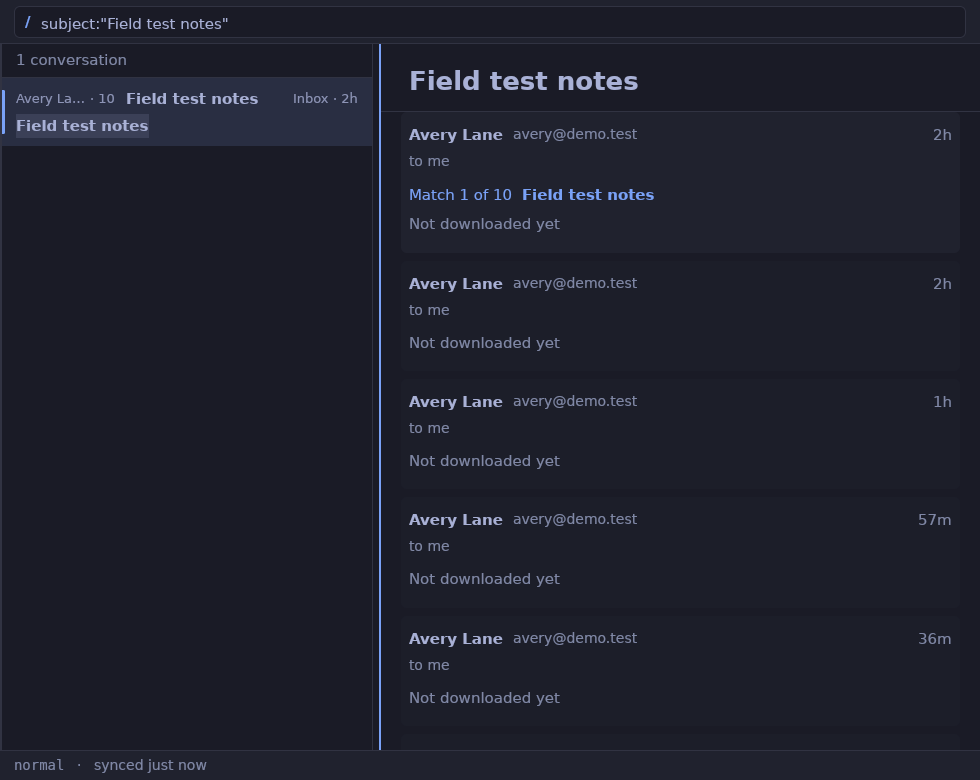 / subject:"Field test notes"
1 conversation
Avery La… · 10 Field test notes Inbox · 2h
Field test notes
Field test notes
Avery Lane avery@demo.test 2h
to me
Match 1 of 10 Field test notes
Not downloaded yet
Avery Lane avery@demo.test 2h
to me
Not downloaded yet
Avery Lane avery@demo.test 1h
to me
Not downloaded yet
Avery Lane avery@demo.test 57m
to me
Not downloaded yet
Avery Lane avery@demo.test 36m
to me
Not downloaded yet
normal · synced just now